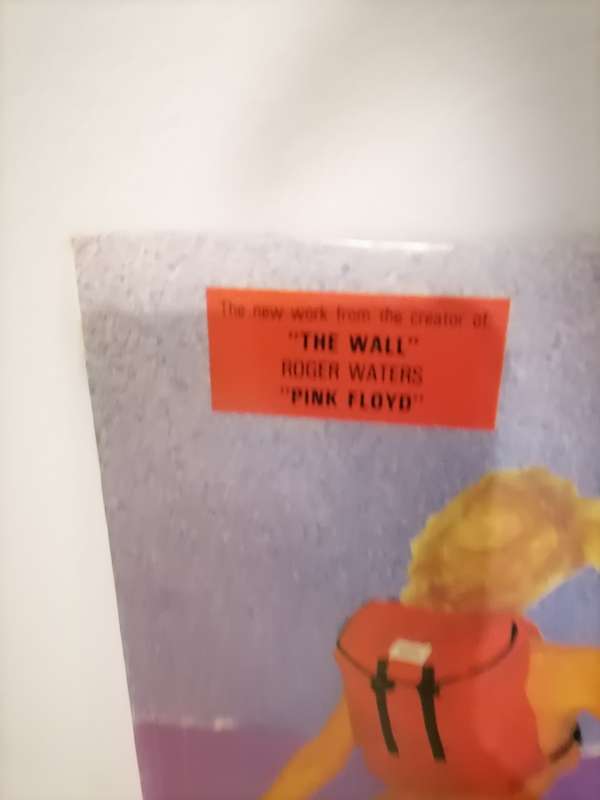 The new work from the creator of
"THE WALL"
ROGER WATERS
"PINK FLOYD"